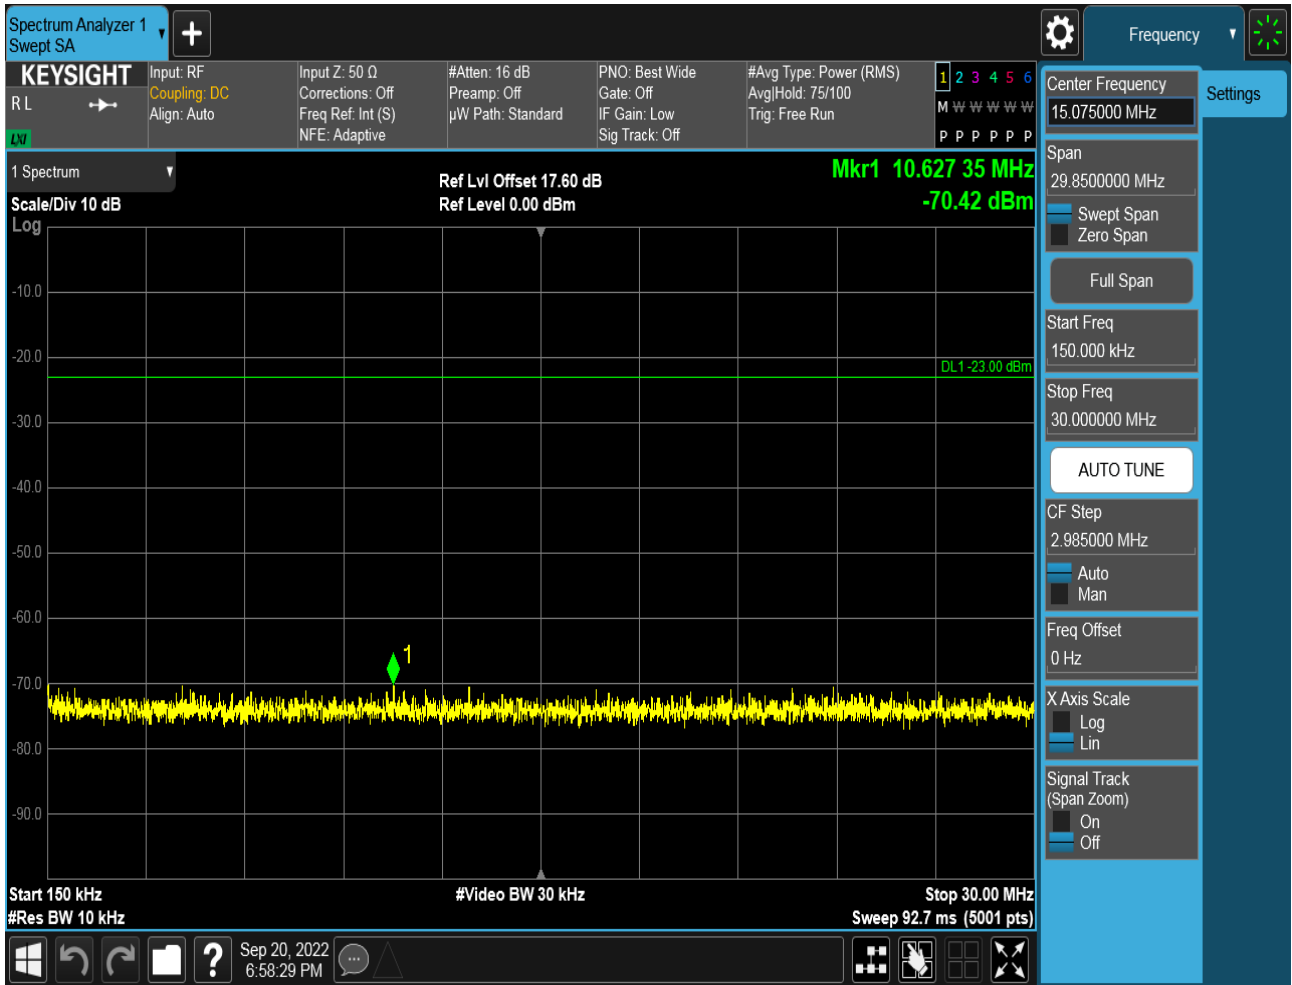 Spectrum Analyzer 1
Swept SA
Frequency
KEYSIGHT
R L
LXI
Input: RF
Coupling: DC
Align: Auto
Input Z: 50 Ω
Corrections: Off
Freq Ref: Int (S)
NFE: Adaptive
#Atten: 16 dB
Preamp: Off
µW Path: Standard
PNO: Best Wide
Gate: Off
IF Gain: Low
Sig Track: Off
#Avg Type: Power (RMS)
Avg|Hold: 75/100
Trig: Free Run
1 2 3 4 5 6
M W W W W W
P P P P P P
Center Frequency
15.075000 MHz
Settings
Span
29.8500000 MHz
Swept Span
Zero Span
Full Span
Start Freq
150.000 kHz
Stop Freq
30.000000 MHz
AUTO TUNE
CF Step
2.985000 MHz
Auto
Man
Freq Offset
0 Hz
X Axis Scale
Log
Lin
Signal Track
(Span Zoom)
On
Off
1 Spectrum
Scale/Div 10 dB
Log
Ref Lvl Offset 17.60 dB
Ref Level 0.00 dBm
Mkr1 10.627 35 MHz
-70.42 dBm
-10.0
-20.0
DL1 -23.00 dBm
-30.0
-40.0
-50.0
-60.0
1
-70.0
-80.0
-90.0
Start 150 kHz
#Video BW 30 kHz
Stop 30.00 MHz
#Res BW 10 kHz
Sweep 92.7 ms (5001 pts)
?
Sep 20, 2022
6:58:29 PM